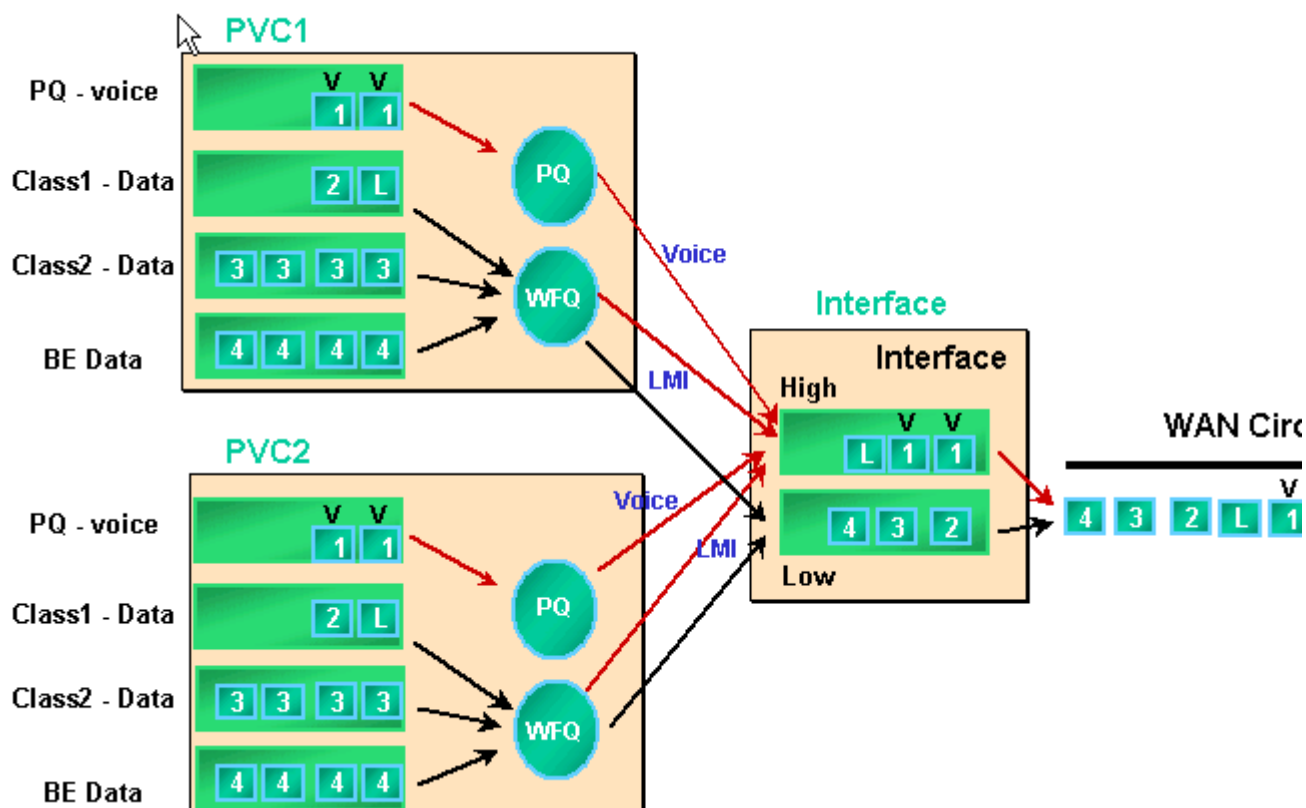 PVC1
PQ - voice
V V
1 1
PQ
Class1 - Data
2 L
Class2 - Data
3 3 3 3
WFQ
BE Data
4 4 4 4
Voice
LMI
PVC2
PQ - voice
V V
1 1
PQ
Class1 - Data
2 L
Class2 - Data
3 3 3 3
WFQ
BE Data
4 4 4 4
Voice
LMI
Interface
Interface
High
V V
L 1 1
4 3 2
Low
WAN Circ
V
4 3 2 L 1